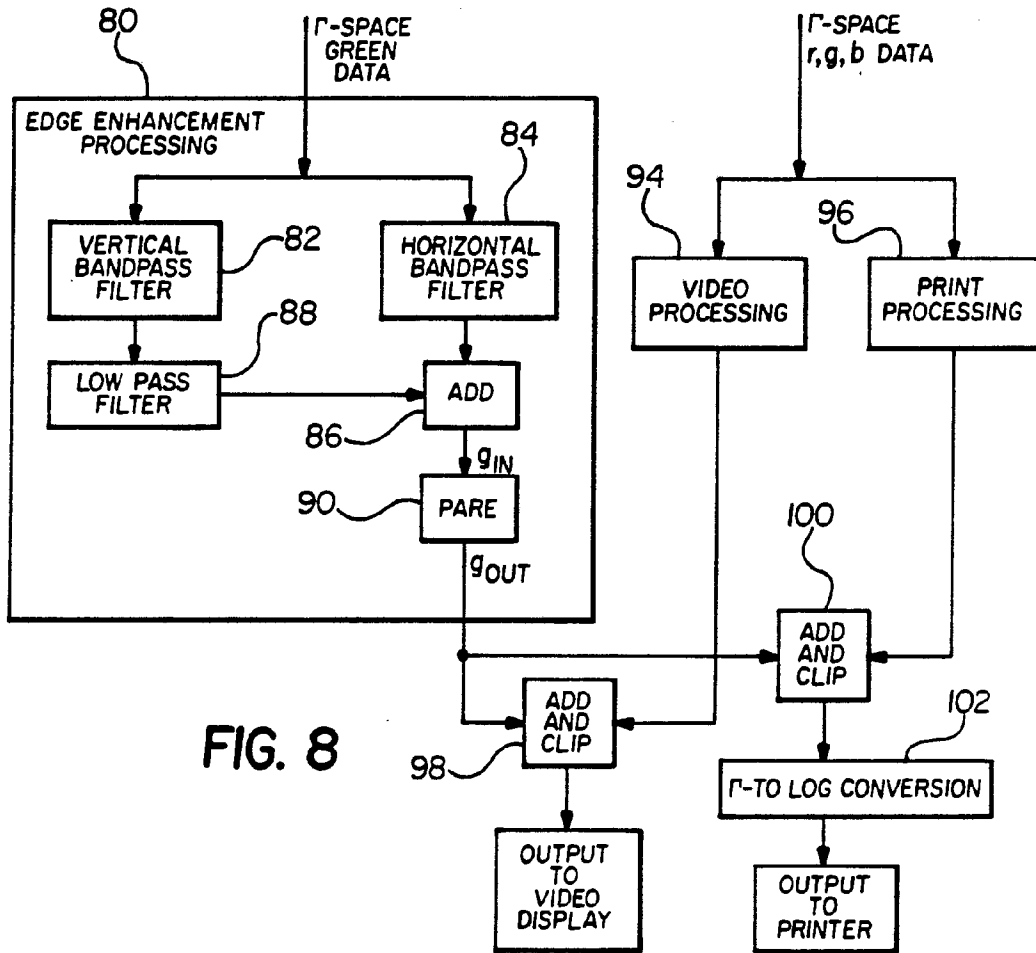 80
Γ-SPACE
GREEN
DATA
Γ-SPACE
r,g,b DATA
EDGE ENHANCEMENT
PROCESSING
84
94
96
VERTICAL
BANDPASS
FILTER
82
HORIZONTAL
BANDPASS
FILTER
VIDEO
PROCESSING
PRINT
PROCESSING
88
LOW PASS
FILTER
ADD
86
gIN
90
PARE
gOUT
100
ADD
AND
CLIP
FIG. 8
ADD
AND
CLIP
98
102
Γ-TO LOG CONVERSION
OUTPUT
TO
VIDEO
DISPLAY
OUTPUT
TO
PRINTER